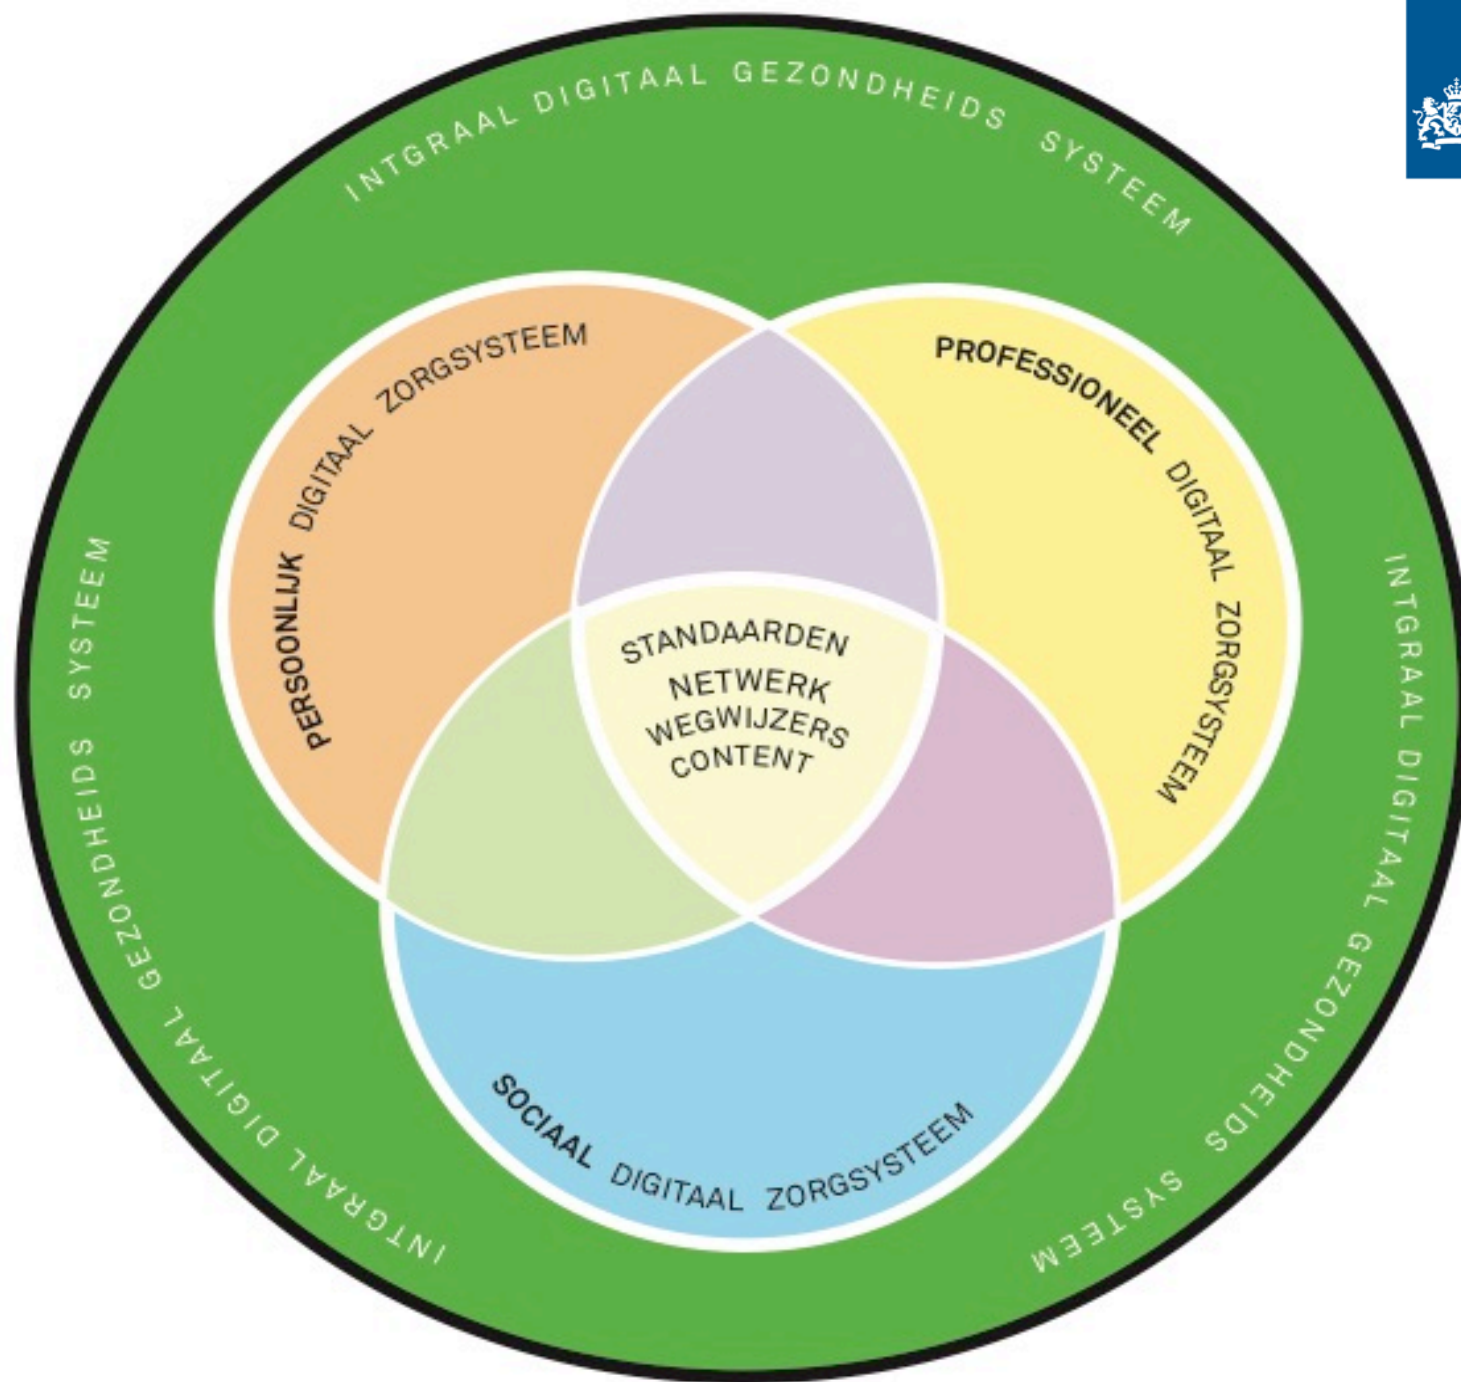 INTGRAAL DIGITAAL GEZONDHEIDS SYSTEEM
PERSOONLIJK DIGITAAL ZORGSYSTEEM
PROFESSIONEEL DIGITAAL ZORGSYSTEEM
STANDAARDEN
NETWERK
WEGWIJZERS
CONTENT
SOCIAAL DIGITAAL ZORGSYSTEEM
INTGRAAL DIGITAAL GEZONDHEIDS SYSTEEM
INTGRAAL DIGITAAL GEZONDHEIDS SYSTEEM